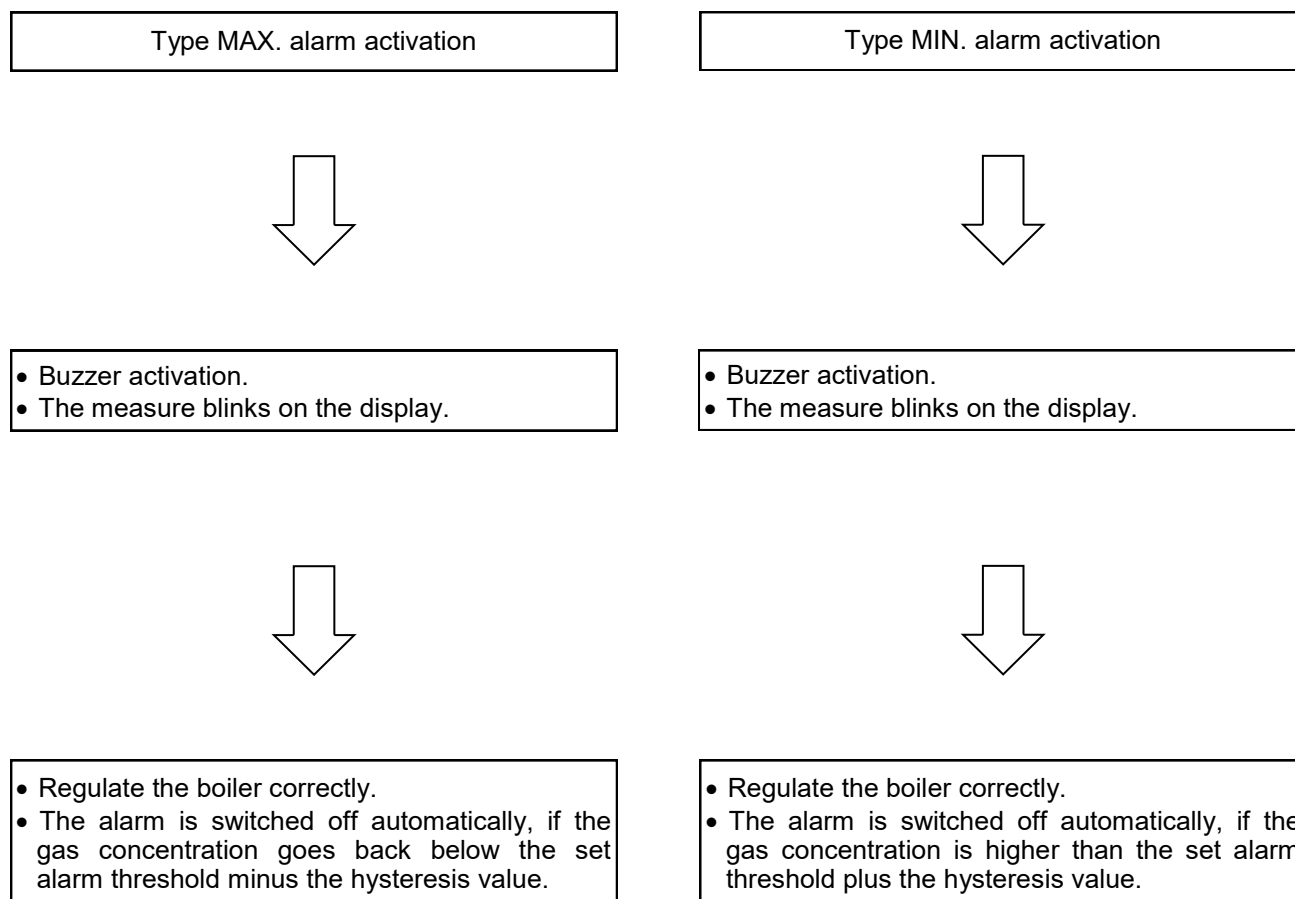 Type MAX. alarm activation
Type MIN. alarm activation
• Buzzer activation.
• The measure blinks on the display.
• Buzzer activation.
• The measure blinks on the display.
• Regulate the boiler correctly.
• The alarm is switched off automatically, if the
gas concentration goes back below the set
alarm threshold minus the hysteresis value.
• Regulate the boiler correctly.
• The alarm is switched off automatically, if the
gas concentration is higher than the set alarm
threshold plus the hysteresis value.